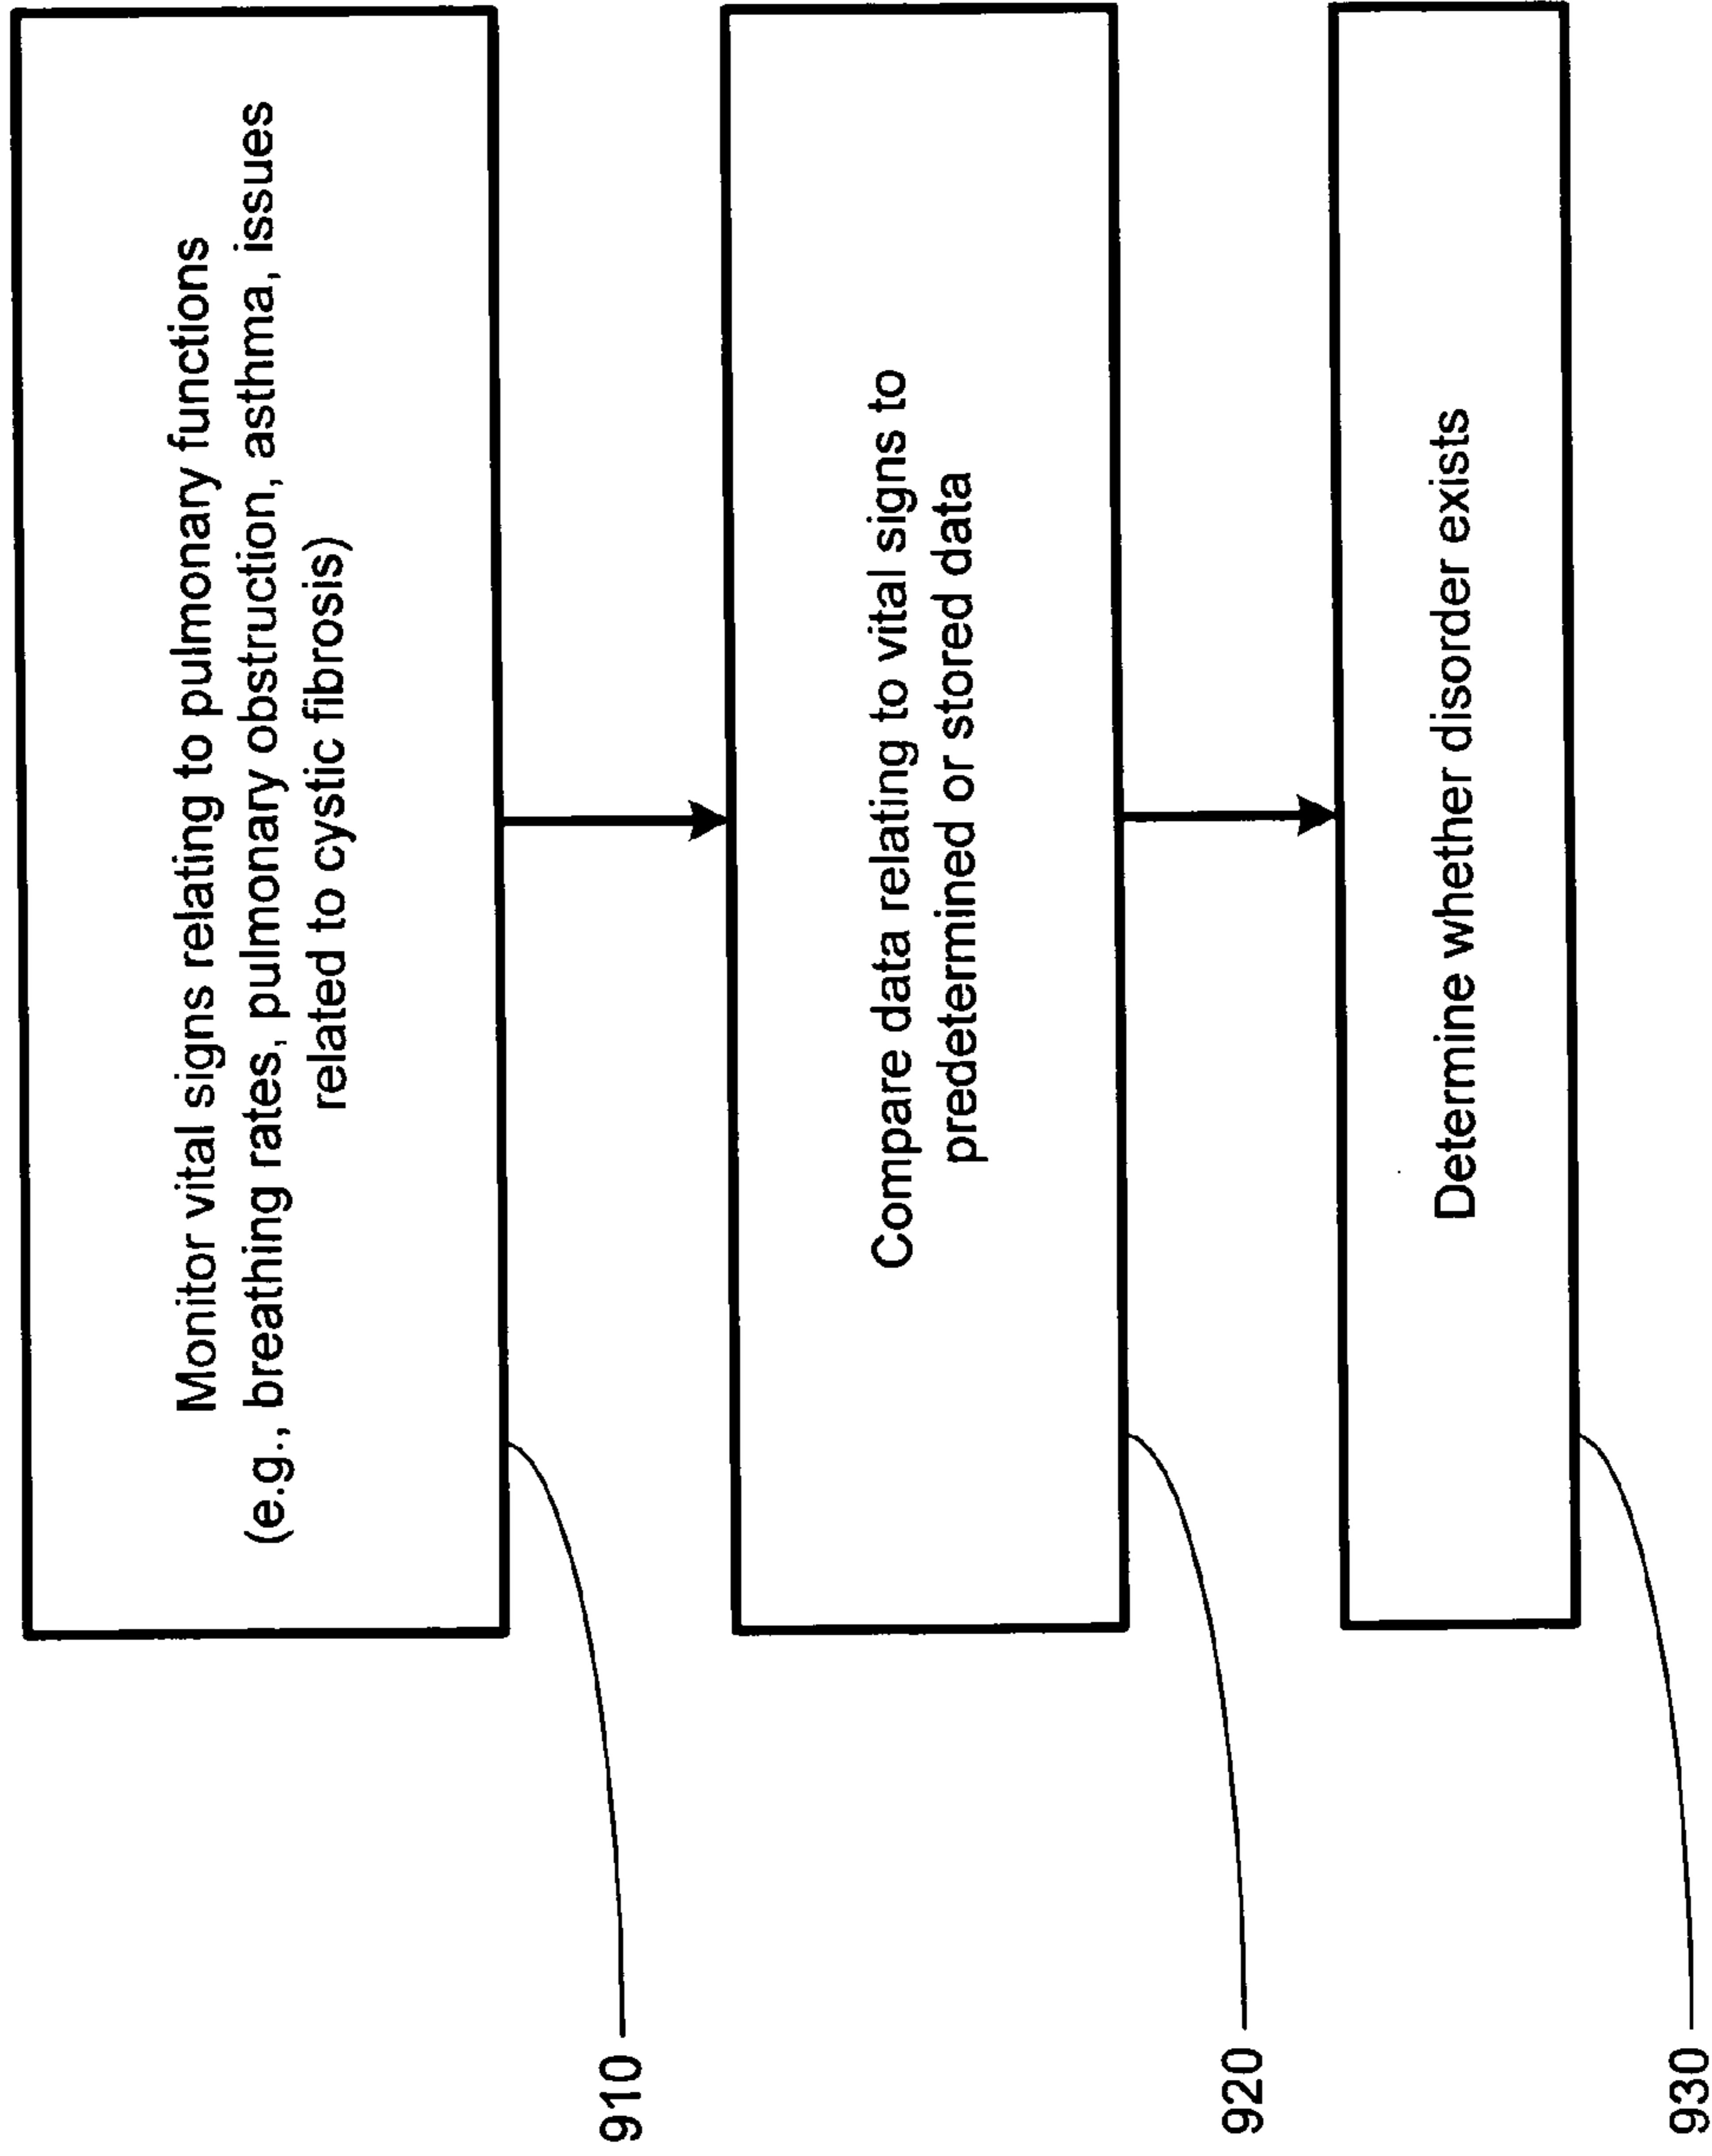 Monitor vital signs relating to pulmonary functions
(e.g., breathing rates, pulmonary obstruction, asthma, issues
related to cystic fibrosis)
910
Compare data relating to vital signs to
predetermined or stored data
920
Determine whether disorder exists
930